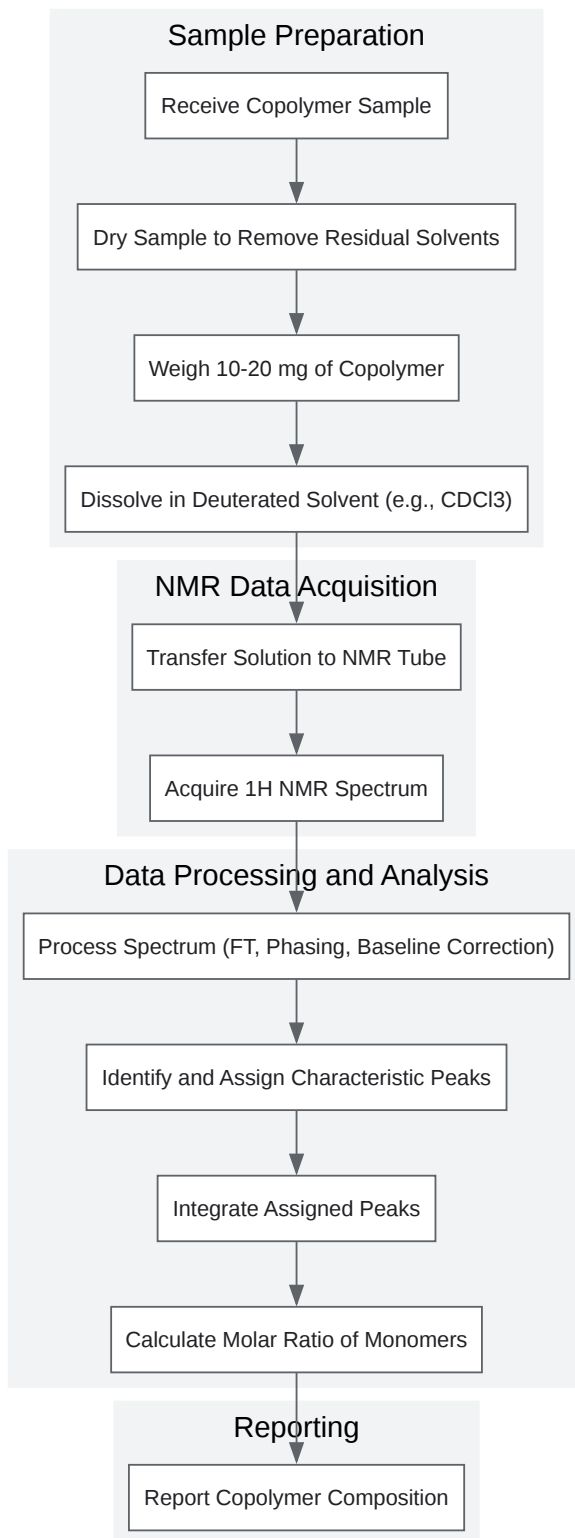 Sample Preparation
Receive Copolymer Sample
Dry Sample to Remove Residual Solvents
Weigh 10-20 mg of Copolymer
Dissolve in Deuterated Solvent (e.g., CDCl3)
NMR Data Acquisition
Transfer Solution to NMR Tube
Acquire 1H NMR Spectrum
Data Processing and Analysis
Process Spectrum (FT, Phasing, Baseline Correction)
Identify and Assign Characteristic Peaks
Integrate Assigned Peaks
Calculate Molar Ratio of Monomers
Reporting
Report Copolymer Composition